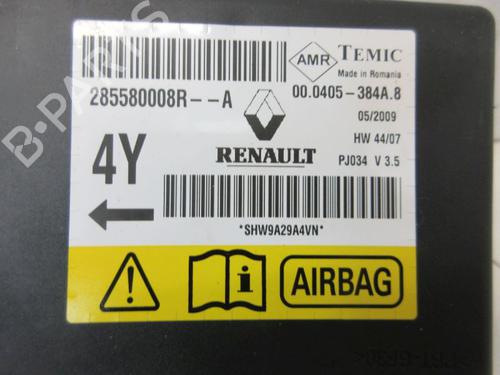 AMR TEMIC
Made in Romania
285580008R--A
00.0405-384A.8
05/2009
HW 44/07
4Y
RENAULT
PJ034 V 3.5
*SHW9A29A4VN*
AIRBAG
B-PARTS